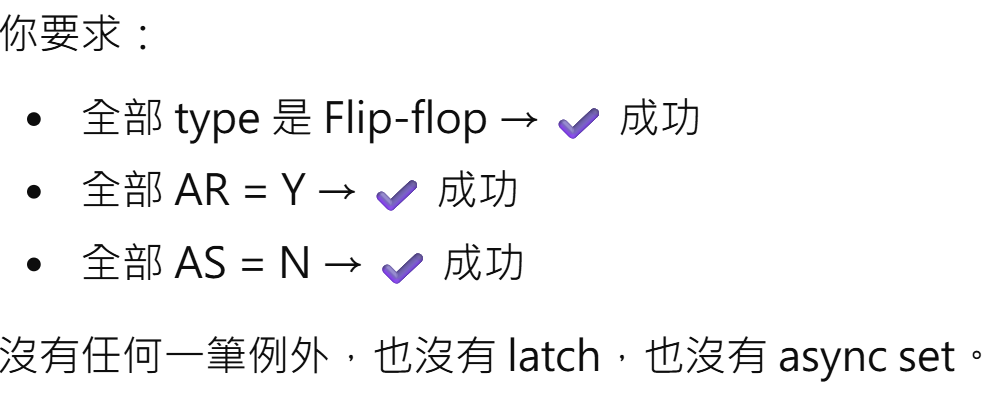 你要求：
• 全部 type 是 Flip-flop → ✔ 成功
• 全部 AR = Y → ✔ 成功
• 全部 AS = N → ✔ 成功
沒有任何一筆例外，也沒有 latch，也沒有 async set。